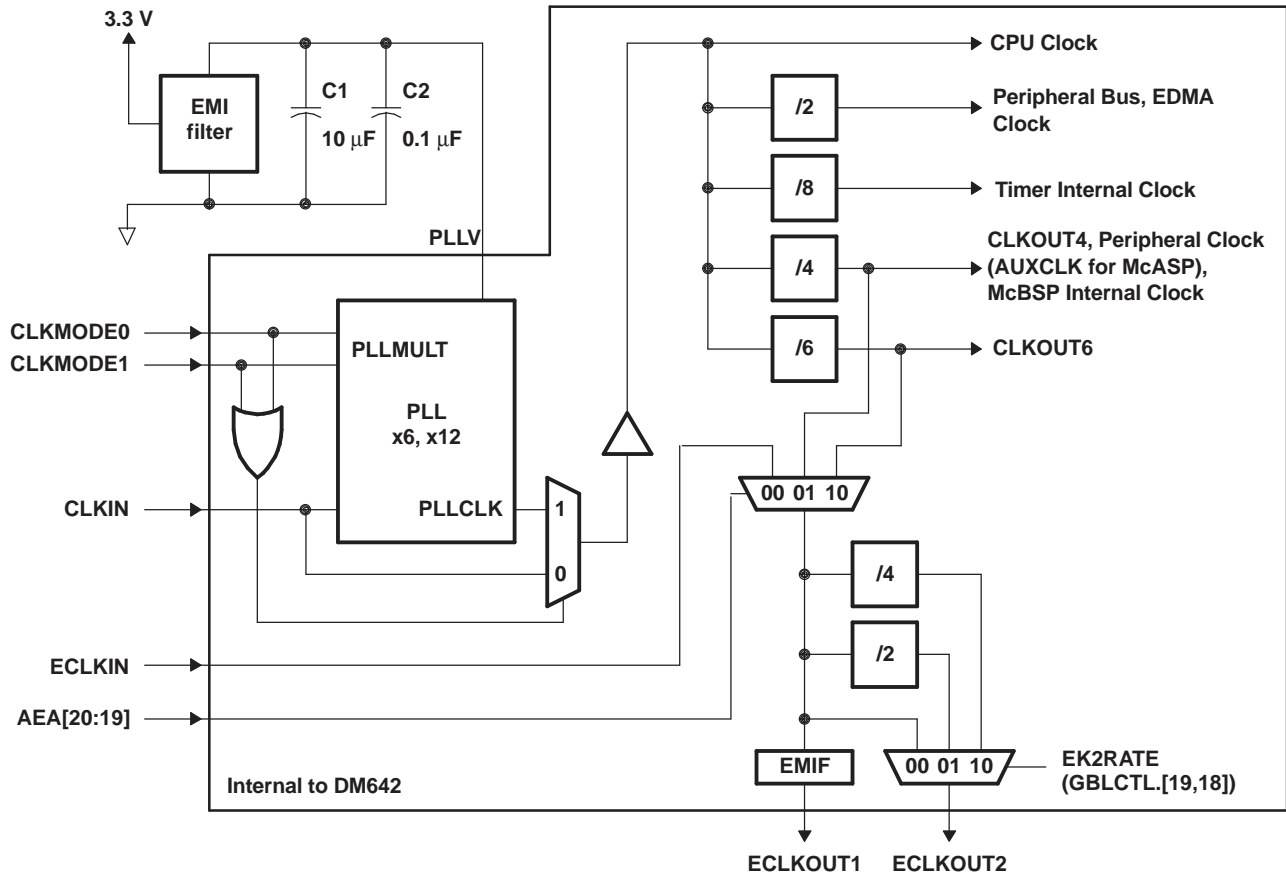 3.3 V
EMI
filter
C1
10 μF
C2
0.1 μF
PLLV
CPU Clock
/2
Peripheral Bus, EDMA
Clock
/8
Timer Internal Clock
/4
CLKOUT4, Peripheral Clock
(AUXCLK for McASP),
McBSP Internal Clock
/6
CLKOUT6
CLKMODE0
CLKMODE1
PLLMULT
PLL
x6, x12
CLKIN
PLLCLK
1
0
00 01 10
/4
/2
ECLKIN
AEA[20:19]
EMIF
00 01 10
EK2RATE
(GBLCTL.[19,18])
Internal to DM642
ECLKOUT1
ECLKOUT2